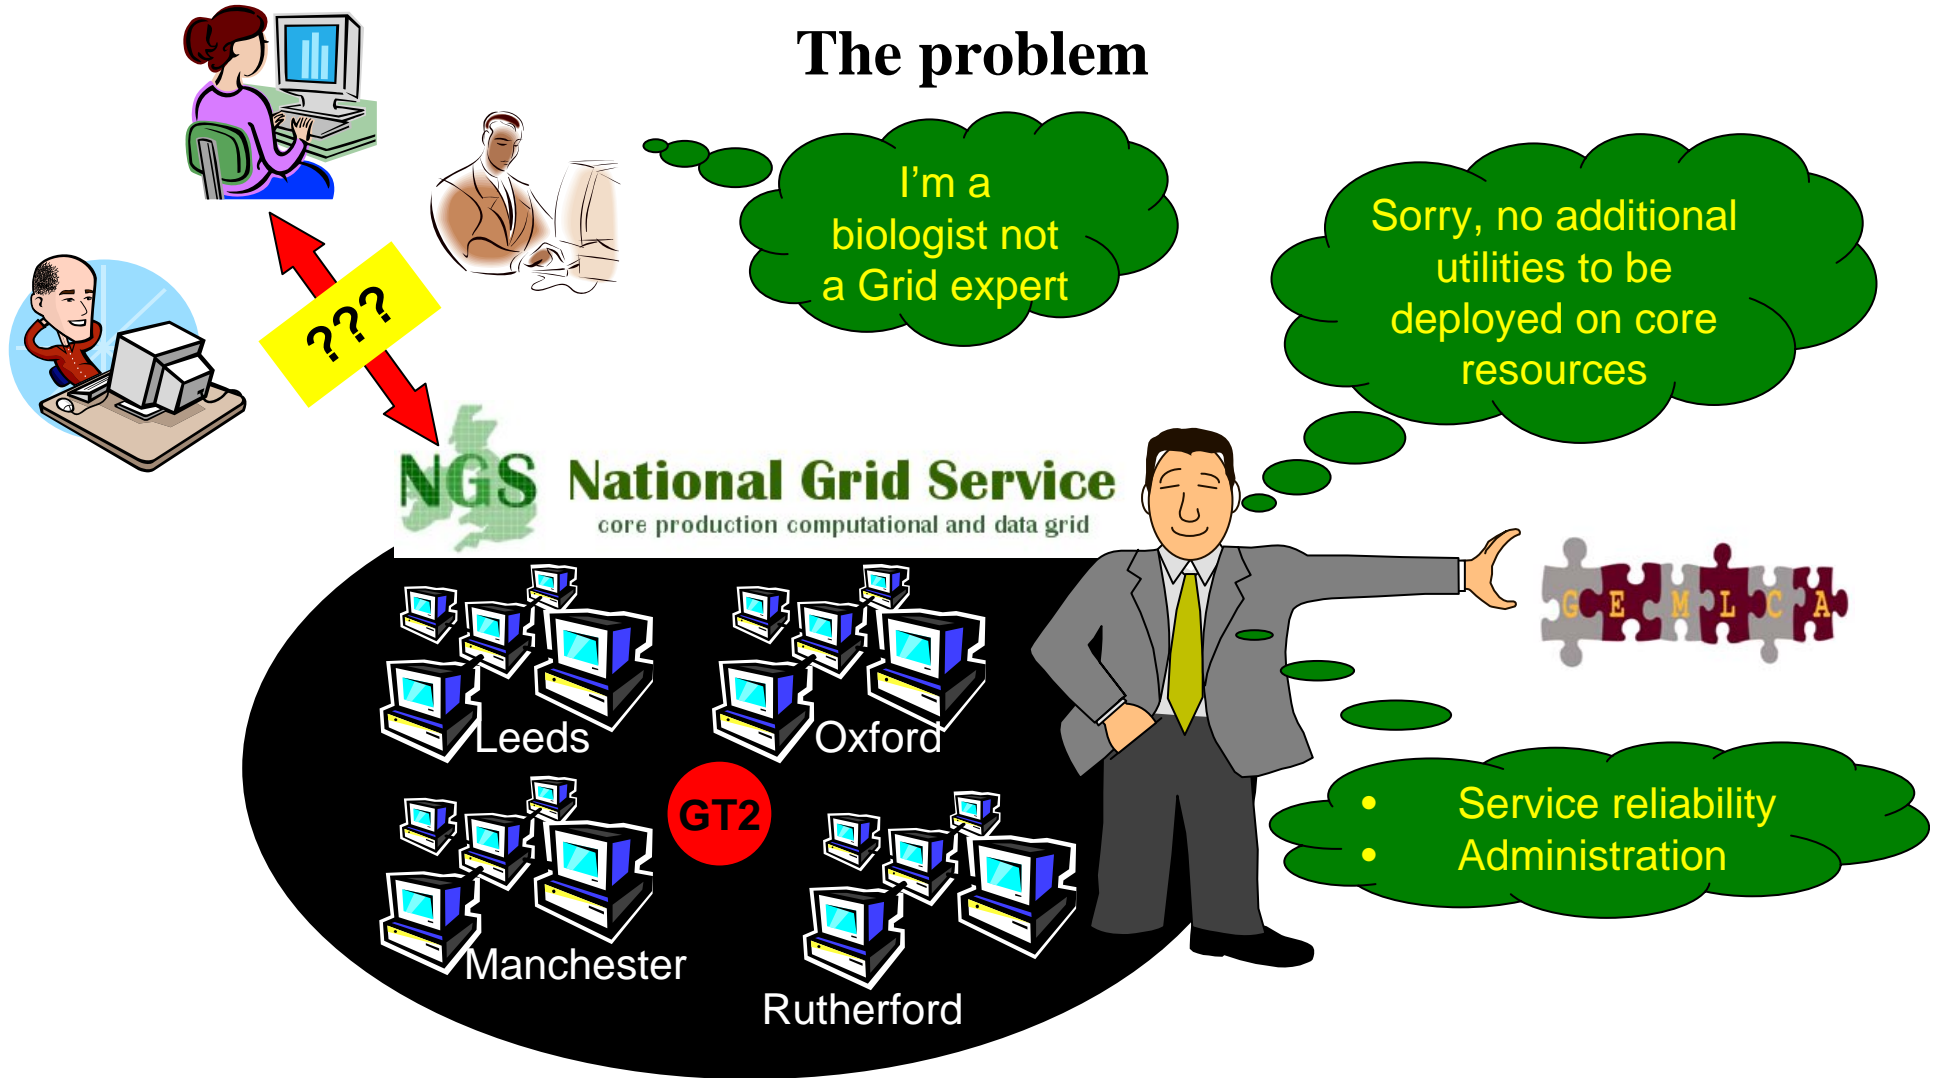 The problem
I'm a
biologist not
a Grid expert
Sorry, no additional
utilities to be
deployed on core
resources
???
NGS National Grid Service
core production computational and data grid
GEMLCA
Leeds
Oxford
GT2
• Service reliability
• Administration
Manchester
Rutherford